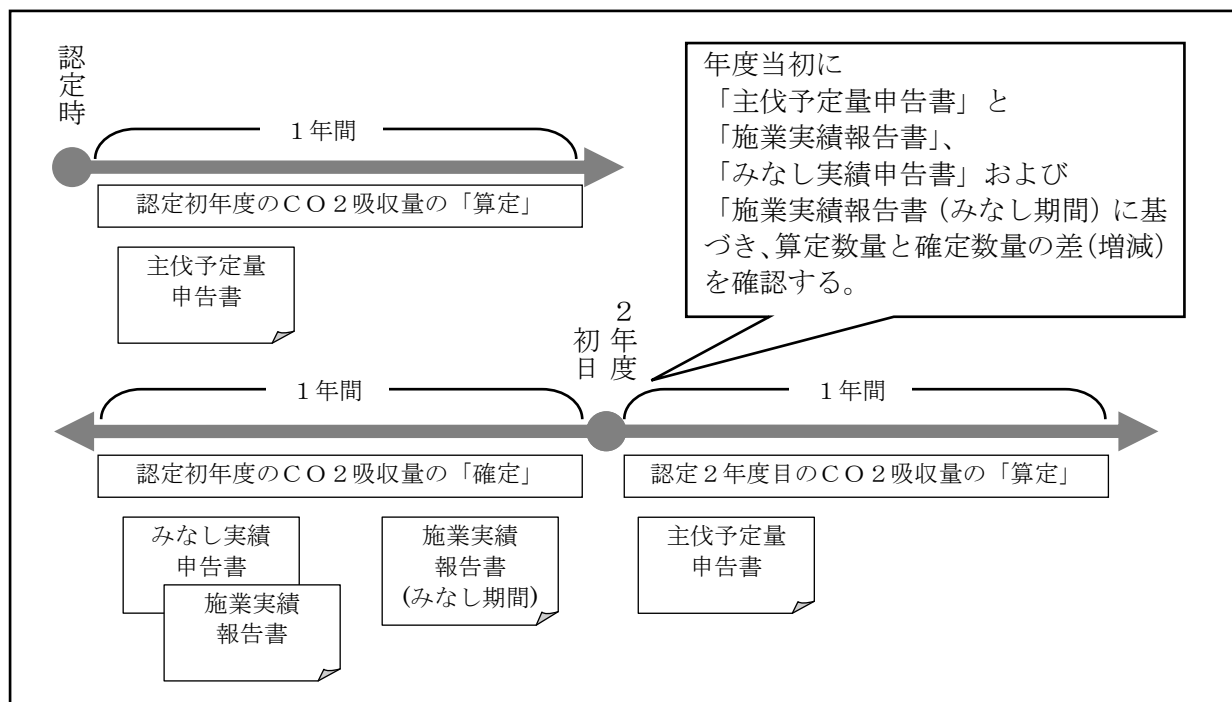 認定時
１年間
認定初年度のＣＯ２吸収量の「算定」
主伐予定量
申告書
年度当初に
「主伐予定量申告書」と
「施業実績報告書」、
「みなし実績申告書」および
「施業実績報告書（みなし期間）に基
づき、算定数量と確定数量の差（増減）
を確認する。
２年度
初日
１年間
１年間
認定初年度のＣＯ２吸収量の「確定」
認定２年度目のＣＯ２吸収量の「算定」
みなし実績
申告書
施業実績
報告書
施業実績
報告書
(みなし期間)
主伐予定量
申告書